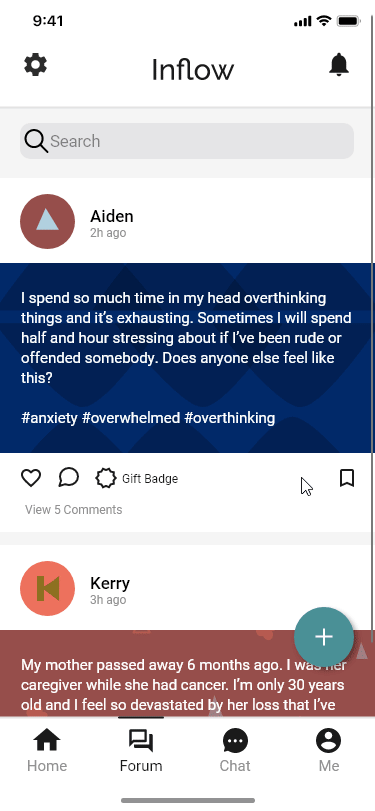 9:41
Inflow
Search
Aiden
2h ago
I spend so much time in my head overthinking
things and it's exhausting. Sometimes I will spend
half and hour stressing about if I've been rude or
offended somebody. Does anyone else feel like
this?
#anxiety #overwhelmed #overthinking
Gift Badge
View 5 Comments
Kerry
3h ago
My mother passed away 6 months ago. I was her
caregiver while she had cancer. I'm only 30 years
old and I feel so devastated by her loss that I've
Home
Forum
Chat
Me